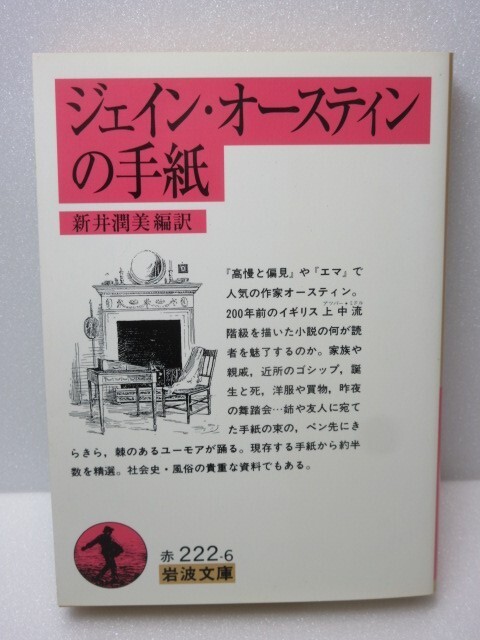 ジェイン・オースティン
の手紙
新井潤美編訳
『高慢と偏見』や『エマ』で
人気の作家オースティン。
アッパー・ミドル
200年前のイギリス上中流
階級を描いた小説の何が読
者を魅了するのか。家族や
親戚，近所のゴシップ，誕
生と死，洋服や買物，昨夜
の舞踏会…姉や友人に宛て
た手紙の束の，ペン先にき
らきら，棘のあるユーモアが踊る。現存する手紙から約半
数を精選。社会史・風俗の貴重な資料でもある。
赤 222-6
岩波文庫